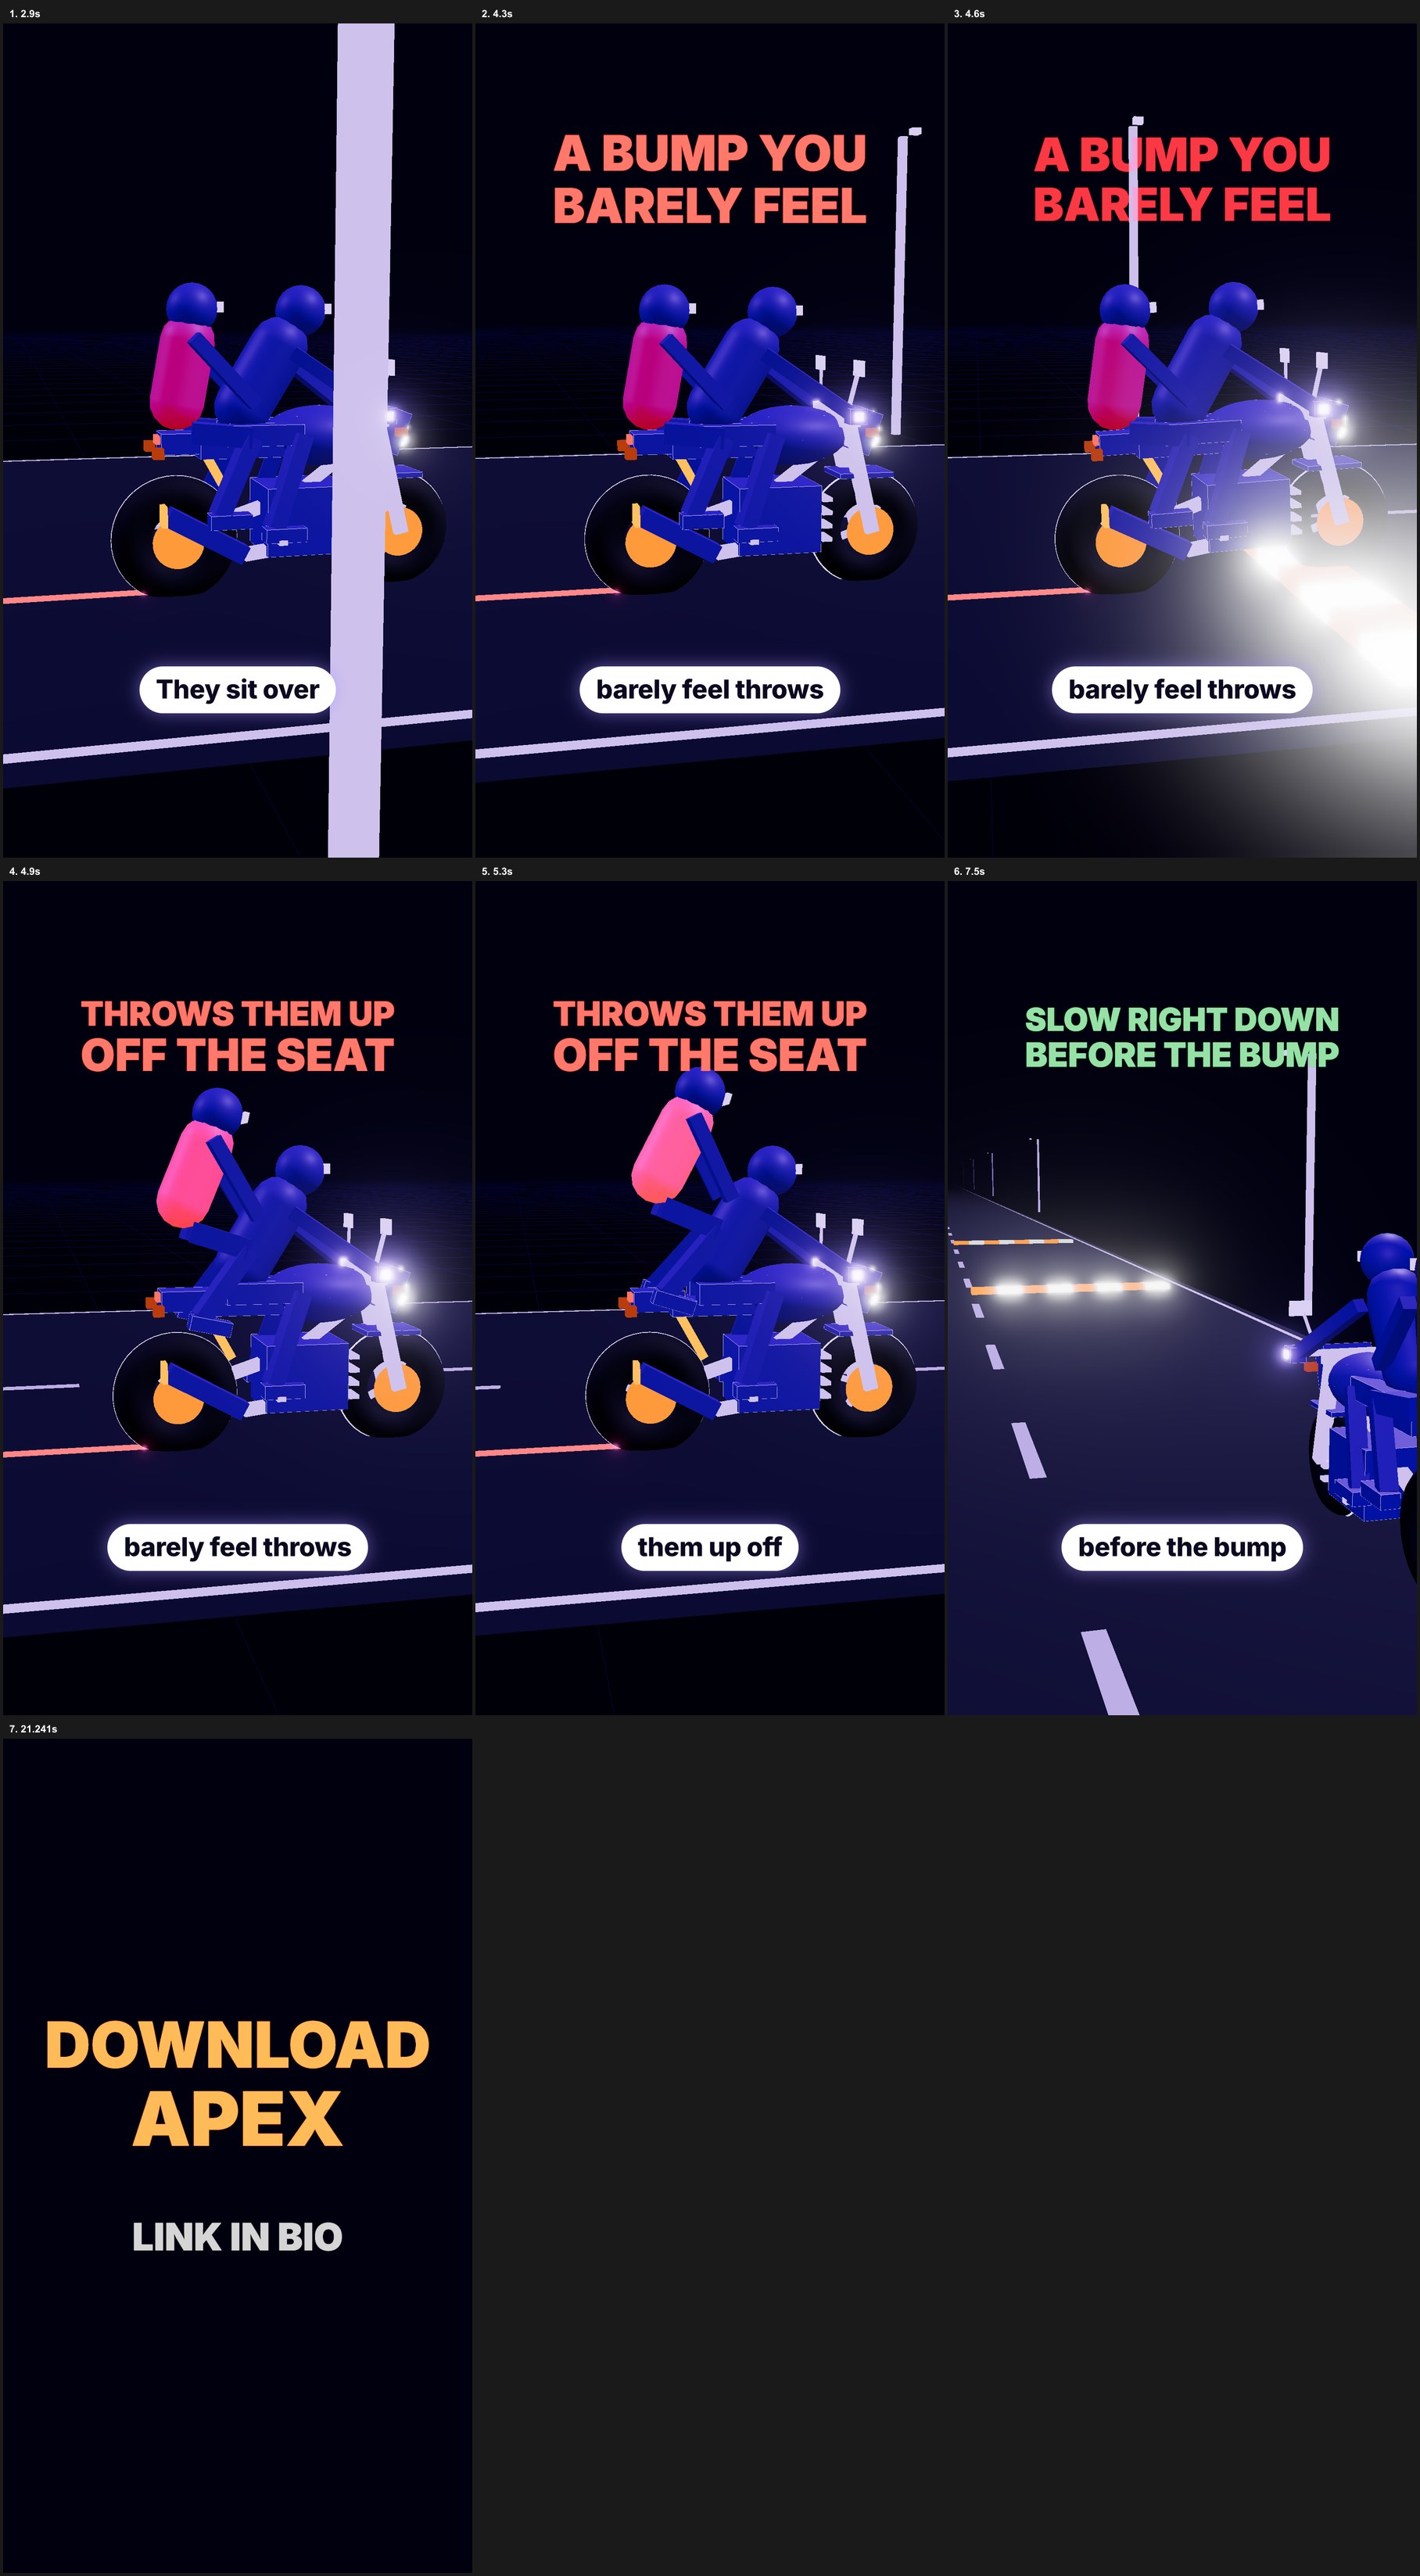 1. 2.9s
They sit over
2. 4.3s
A BUMP YOU
BARELY FEEL
barely feel throws
3. 4.6s
A BUMP YOU
BARELY FEEL
barely feel throws
4. 4.9s
THROWS THEM UP
OFF THE SEAT
barely feel throws
5. 5.3s
THROWS THEM UP
OFF THE SEAT
them up off
6. 7.5s
SLOW RIGHT DOWN
BEFORE THE BUMP
before the bump
7. 21.241s
DOWNLOAD
APEX
LINK IN BIO